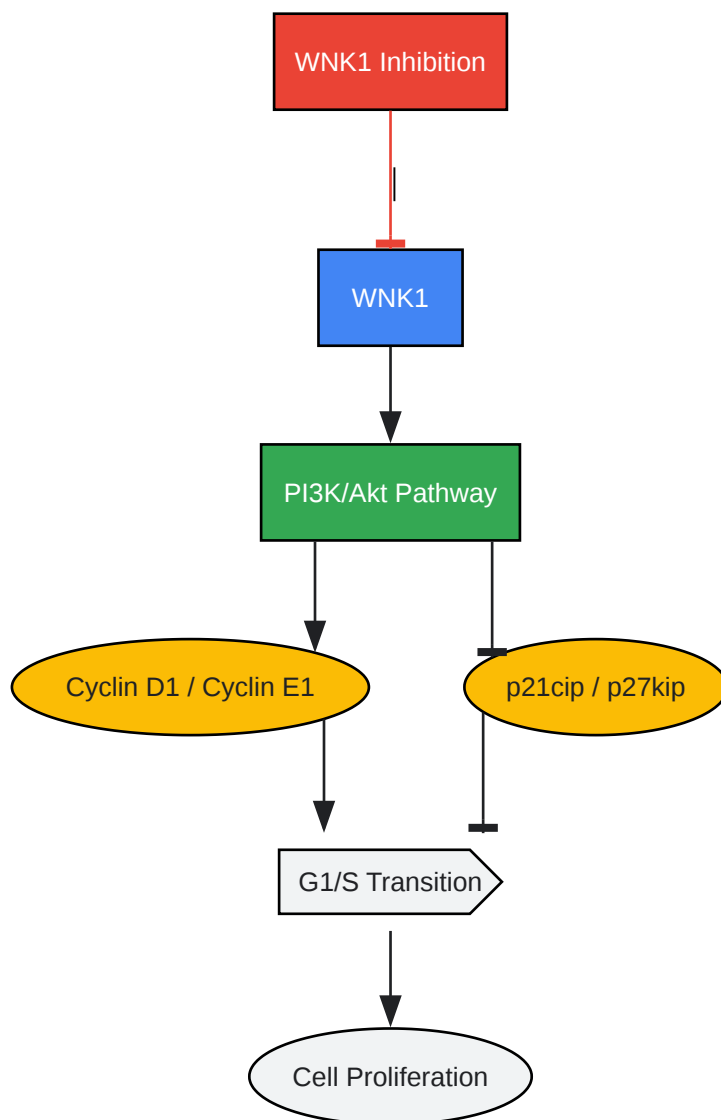 WNK1 Inhibition
|
WNK1
PI3K/Akt Pathway
Cyclin D1 / Cyclin E1
p21cip / p27kip
G1/S Transition
Cell Proliferation